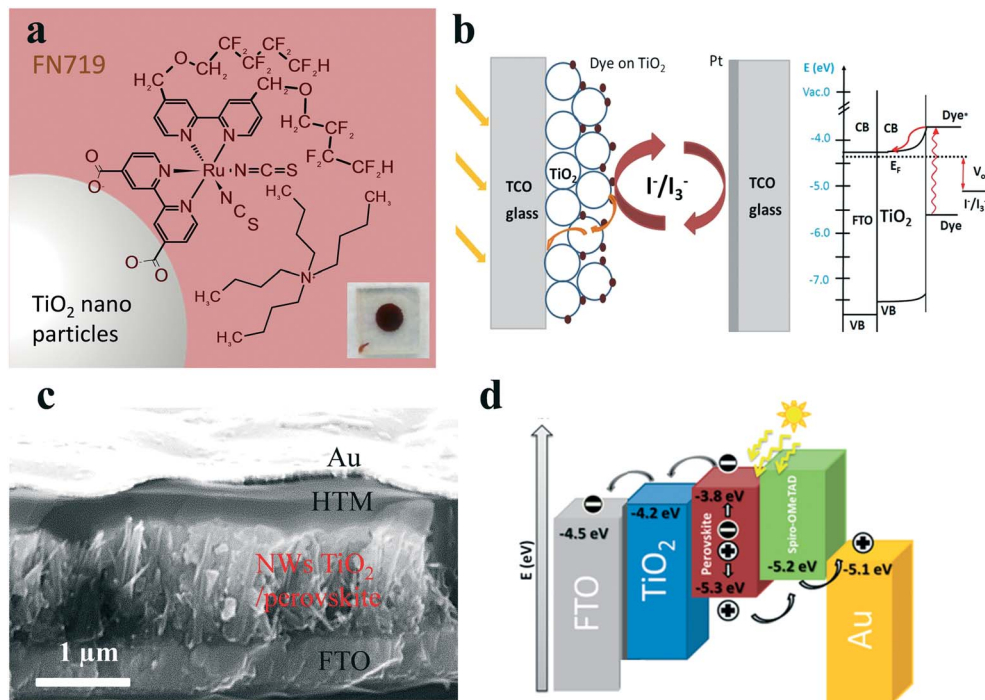 a
FN719
CF₂
CF₂
CF₂
CF₂H
O
CH₂
H₂C
CH₂
O
H₂C
CF₂
CF₂
CF₂
CF₂H
N
N
N
N
Ru
N=C=S
N
C
S
O
O⁻
O⁻
O
H₃C
CH₃
N⁺
CH₃
H₃C
TiO₂ nano
particles
b
Dye on TiO₂
Pt
TiO₂
TCO
glass
I⁻/I₃⁻
TCO
glass
E (eV)
Vac.0
-4.0
-5.0
-6.0
-7.0
CB
CB
Dye*
E_F
V_o
I⁻/I₃⁻
FTO
TiO₂
Dye
VB
VB
c
Au
HTM
NWs TiO₂
/perovskite
FTO
1 µm
d
E (eV)
-4.5 eV
FTO
-4.2 eV
TiO₂
-3.8 eV
Perovskite
-5.3 eV
Spiro-OMeTAD
-5.2 eV
-5.1 eV
Au